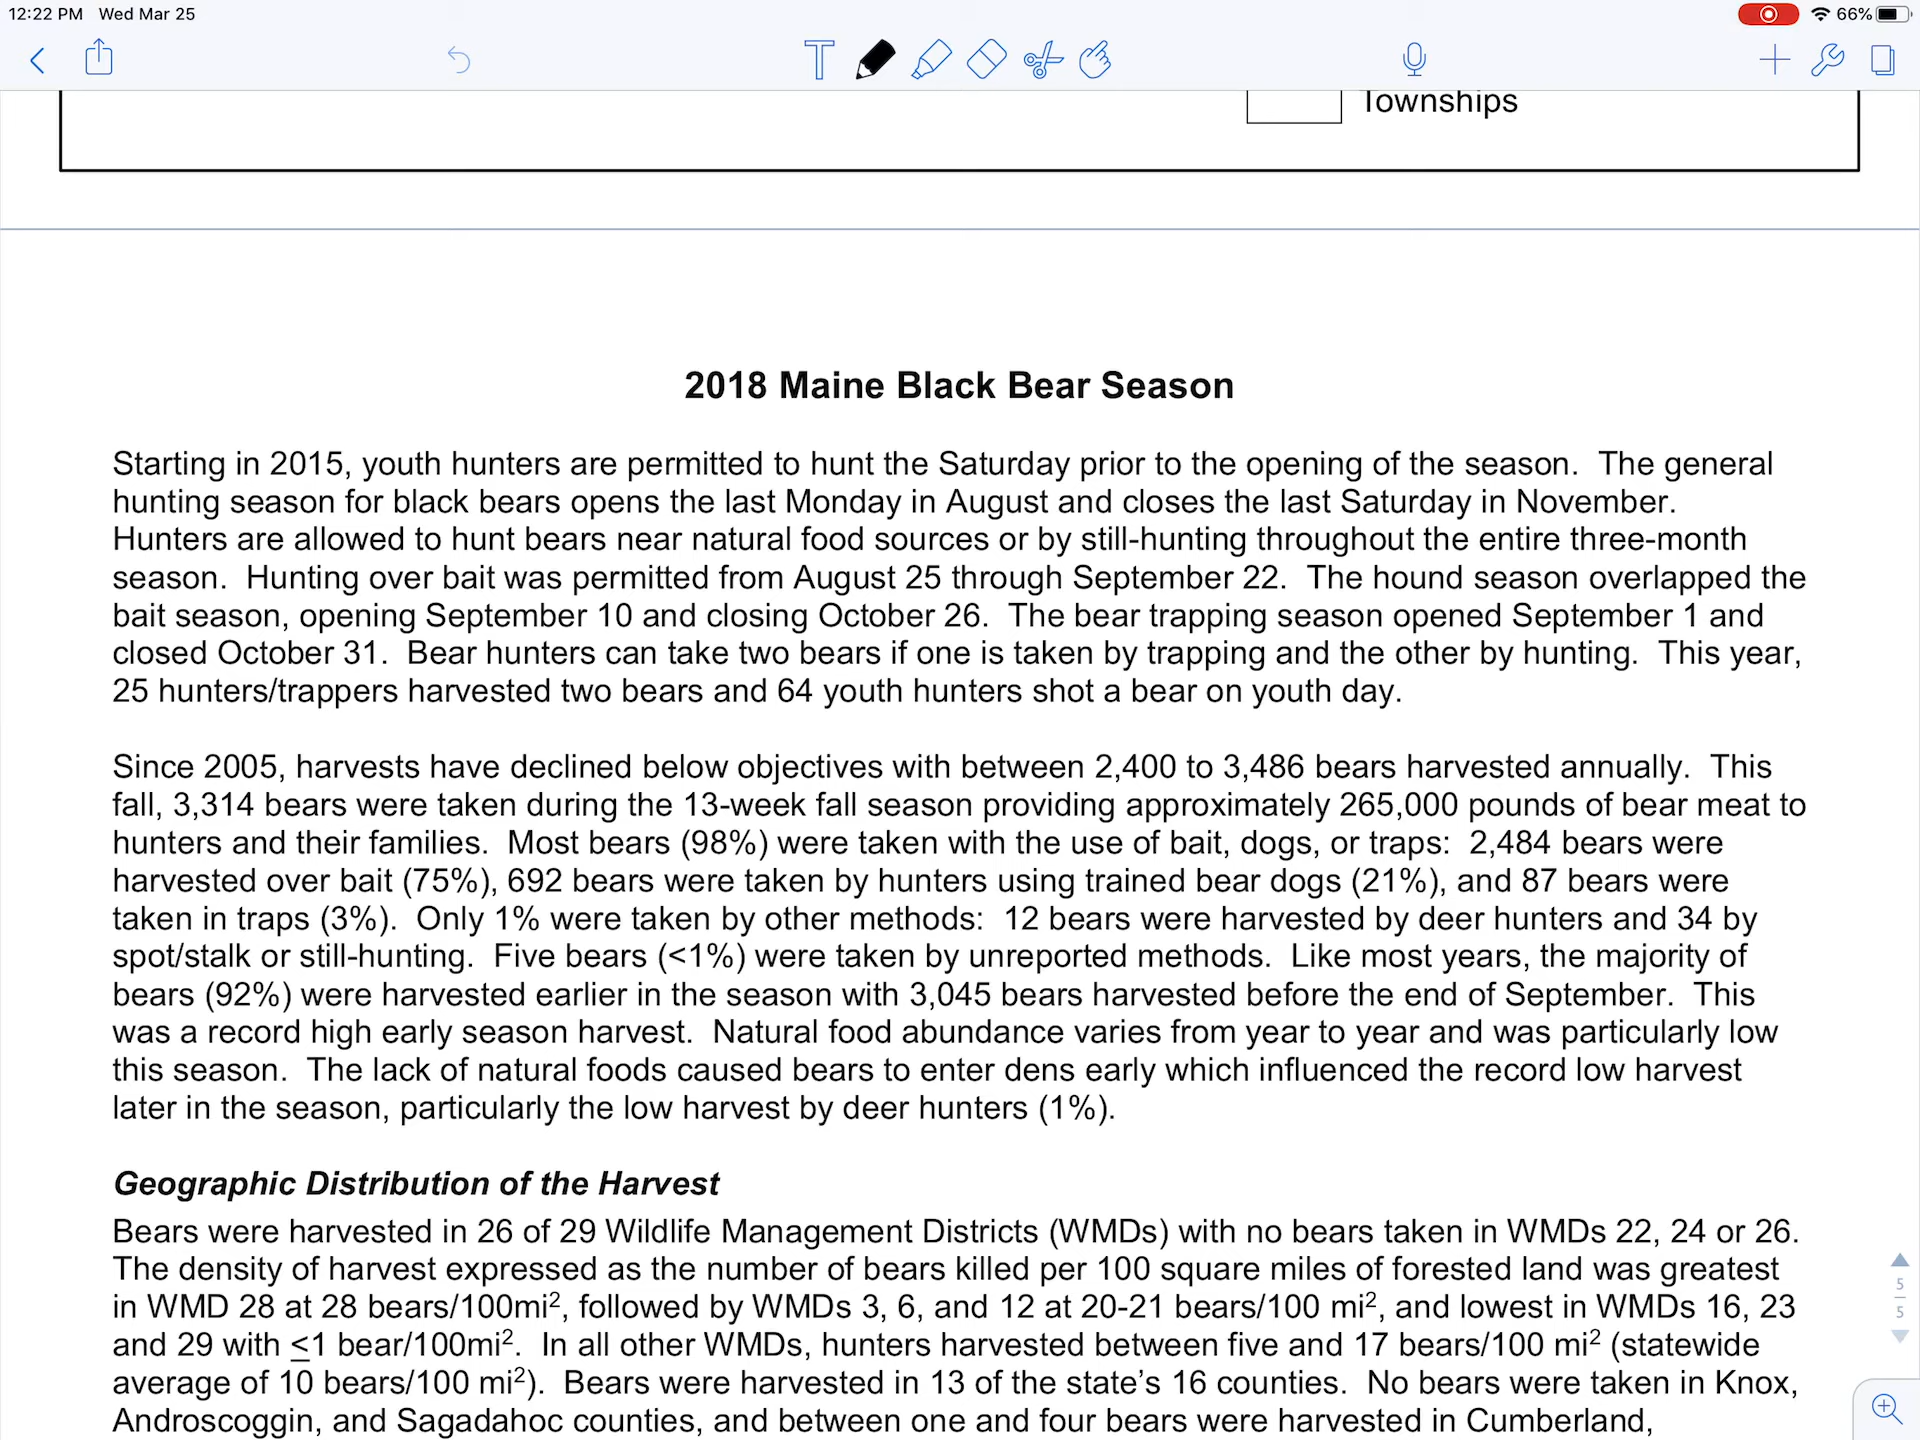 12:22 PM Wed Mar 25
66%
T
Townships
2018 Maine Black Bear Season
Starting in 2015, youth hunters are permitted to hunt the Saturday prior to the opening of the season. The general
hunting season for black bears opens the last Monday in August and closes the last Saturday in November.
Hunters are allowed to hunt bears near natural food sources or by still-hunting throughout the entire three-month
season. Hunting over bait was permitted from August 25 through September 22. The hound season overlapped the
bait season, opening September 10 and closing October 26. The bear trapping season opened September 1 and
closed October 31. Bear hunters can take two bears if one is taken by trapping and the other by hunting. This year,
25 hunters/trappers harvested two bears and 64 youth hunters shot a bear on youth day.
Since 2005, harvests have declined below objectives with between 2,400 to 3,486 bears harvested annually. This
fall, 3,314 bears were taken during the 13-week fall season providing approximately 265,000 pounds of bear meat to
hunters and their families. Most bears (98%) were taken with the use of bait, dogs, or traps: 2,484 bears were
harvested over bait (75%), 692 bears were taken by hunters using trained bear dogs (21%), and 87 bears were
taken in traps (3%). Only 1% were taken by other methods: 12 bears were harvested by deer hunters and 34 by
spot/stalk or still-hunting. Five bears (<1%) were taken by unreported methods. Like most years, the majority of
bears (92%) were harvested earlier in the season with 3,045 bears harvested before the end of September. This
was a record high early season harvest. Natural food abundance varies from year to year and was particularly low
this season. The lack of natural foods caused bears to enter dens early which influenced the record low harvest
later in the season, particularly the low harvest by deer hunters (1%).
Geographic Distribution of the Harvest
Bears were harvested in 26 of 29 Wildlife Management Districts (WMDs) with no bears taken in WMDs 22, 24 or 26.
The density of harvest expressed as the number of bears killed per 100 square miles of forested land was greatest
in WMD 28 at 28 bears/100mi², followed by WMDs 3, 6, and 12 at 20-21 bears/100 mi², and lowest in WMDs 16, 23
and 29 with ≤1 bear/100mi². In all other WMDs, hunters harvested between five and 17 bears/100 mi² (statewide
average of 10 bears/100 mi²). Bears were harvested in 13 of the state's 16 counties. No bears were taken in Knox,
Androscoggin, and Sagadahoc counties, and between one and four bears were harvested in Cumberland,
5
5